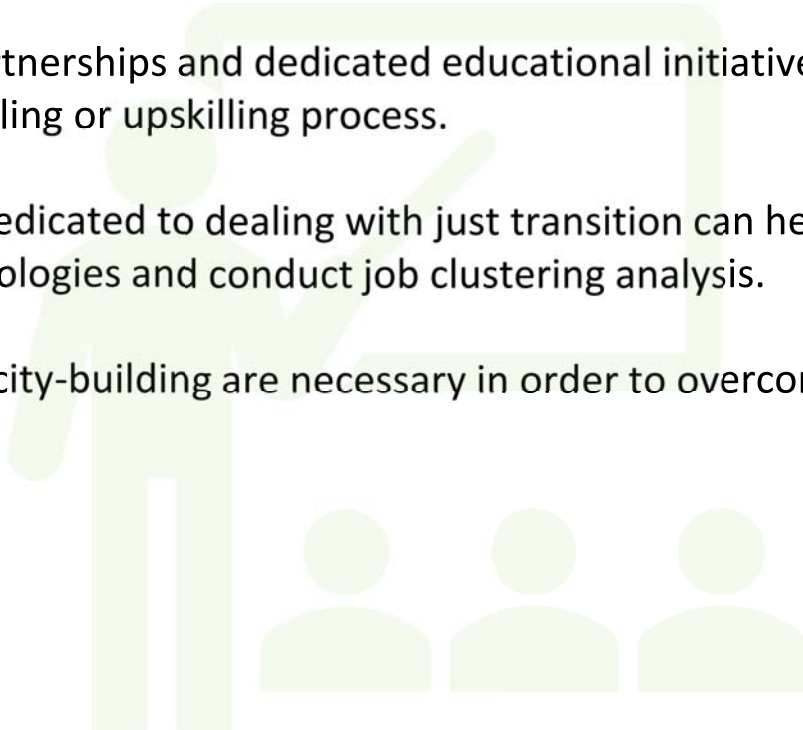 tnerships and dedicated educational initiative
ling or upskilling process.
edicated to dealing with just transition can he
ologies and conduct job clustering analysis.
city-building are necessary in order to overcor